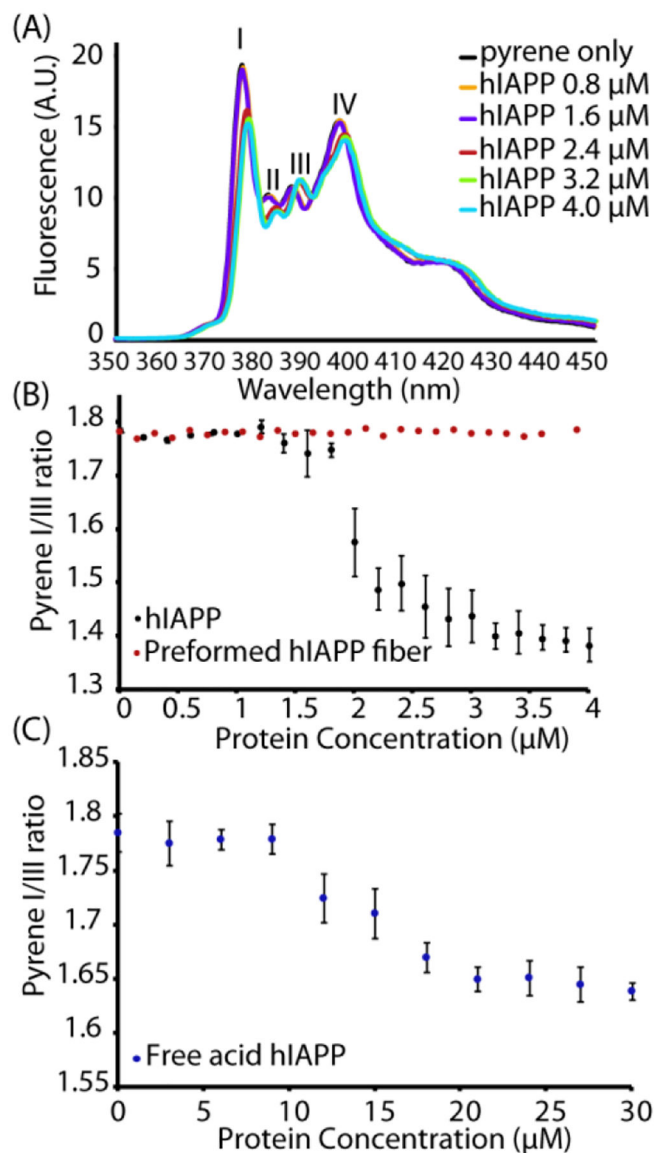 (A)
I
II
III
IV
pyrene only
hIAPP 0.8 µM
hIAPP 1.6 µM
hIAPP 2.4 µM
hIAPP 3.2 µM
hIAPP 4.0 µM
Fluorescence (A.U.)
20
15
10
5
0
350 360 370 380 390 400 410 420 430 440 450
Wavelength (nm)
(B)
Pyrene I/III ratio
1.8
1.7
1.6
1.5
1.4
1.3
hIAPP
Preformed hIAPP fiber
0 0.5 1 1.5 2 2.5 3 3.5 4
Protein Concentration (µM)
(C)
Pyrene I/III ratio
1.85
1.8
1.75
1.7
1.65
1.6
1.55
Free acid hIAPP
0 5 10 15 20 25 30
Protein Concentration (µM)